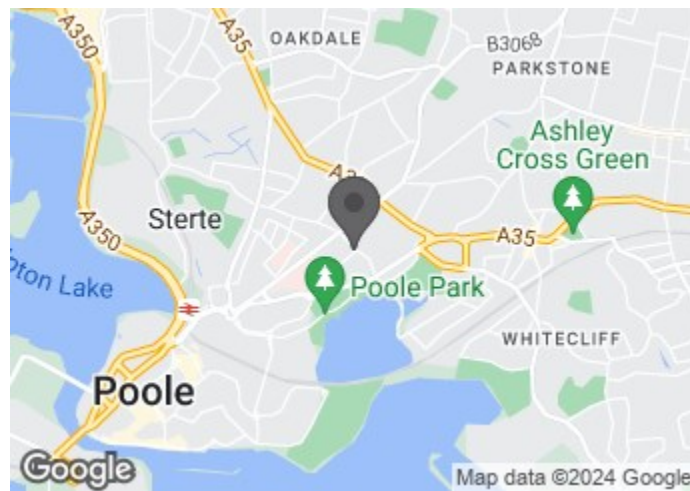 A350
A35
OAKDALE
B3068
PARKSTONE
Ashley
Cross Green
A350
Sterte
A35
Lake
Poole Park
WHITECLIFF
Poole
Google
Map data ©2024 Google